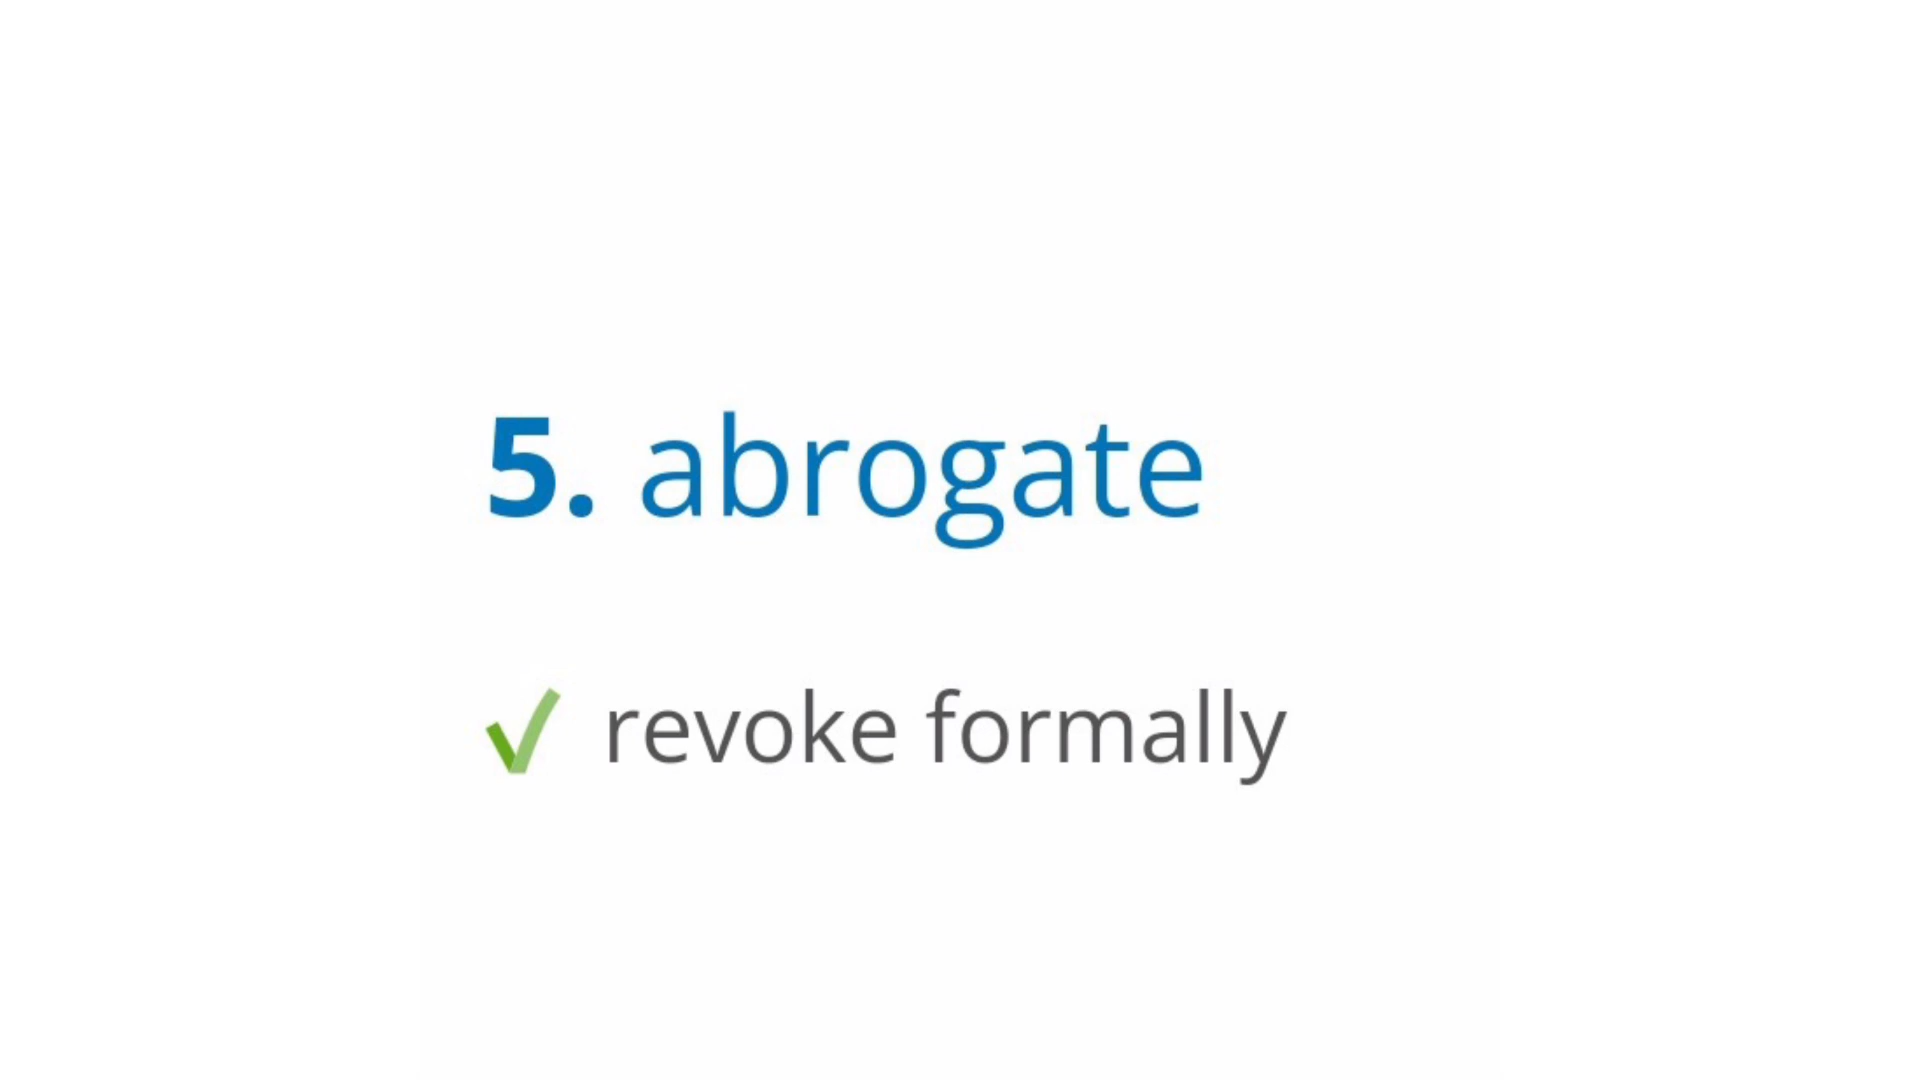 5. abrogate
✓ revoke formally